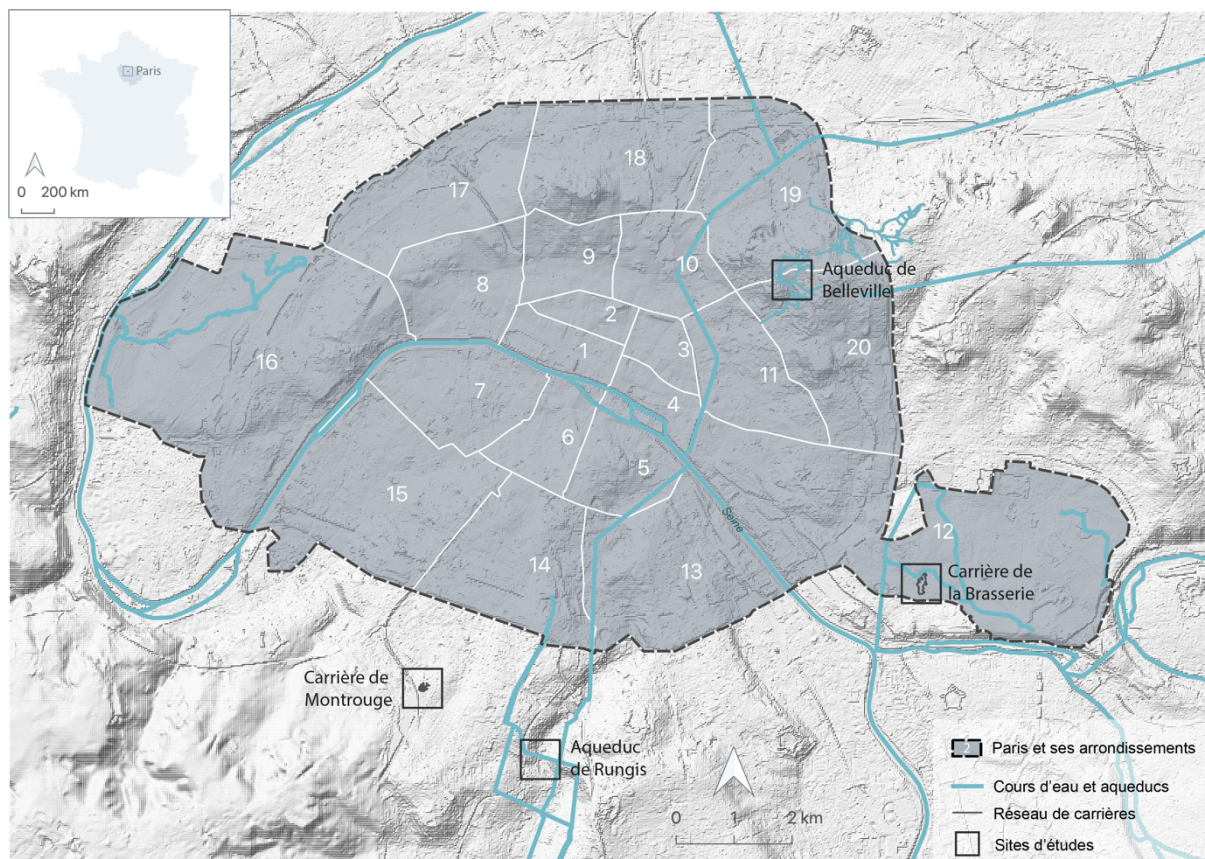 Paris
0 200 km
18
17
19
9
10
8
Aqueduc de
Belleville
2
1
3
20
16
11
7
4
6
5
15
Seine
12
14
13
Carrière de
la Brasserie
Carrière de
Montrouge
Aqueduc
de Rungis
0 1 2 km
2 Paris et ses arrondissements
Cours d'eau et aqueducs
Réseau de carrières
Sites d'études